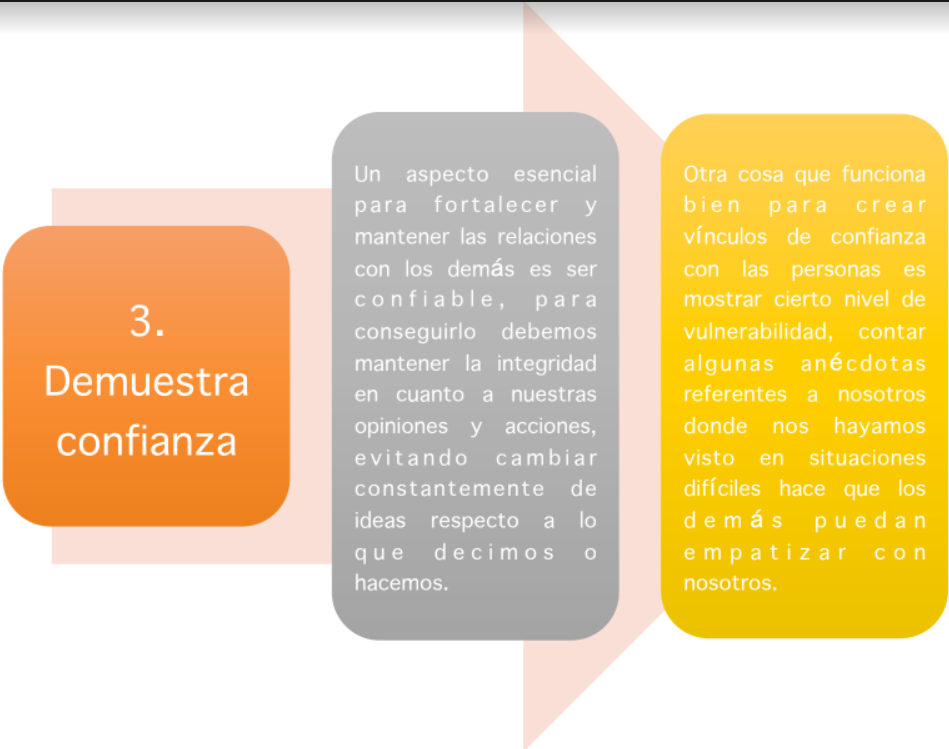 3.
Demuestra
confianza
Un aspecto esencial
para fortalecer y
mantener las relaciones
con los demás es ser
confiable, para
conseguirlo debemos
mantener la integridad
en cuanto a nuestras
opiniones y acciones,
evitando cambiar
constantemente de
ideas respecto a lo
que decimos o
hacemos.
Otra cosa que funciona
bien para crear
vínculos de confianza
con las personas es
mostrar cierto nivel de
vulnerabilidad, contar
algunas anécdotas
referentes a nosotros
donde nos hayamos
visto en situaciones
difíciles hace que los
demás puedan
empatizar con
nosotros.